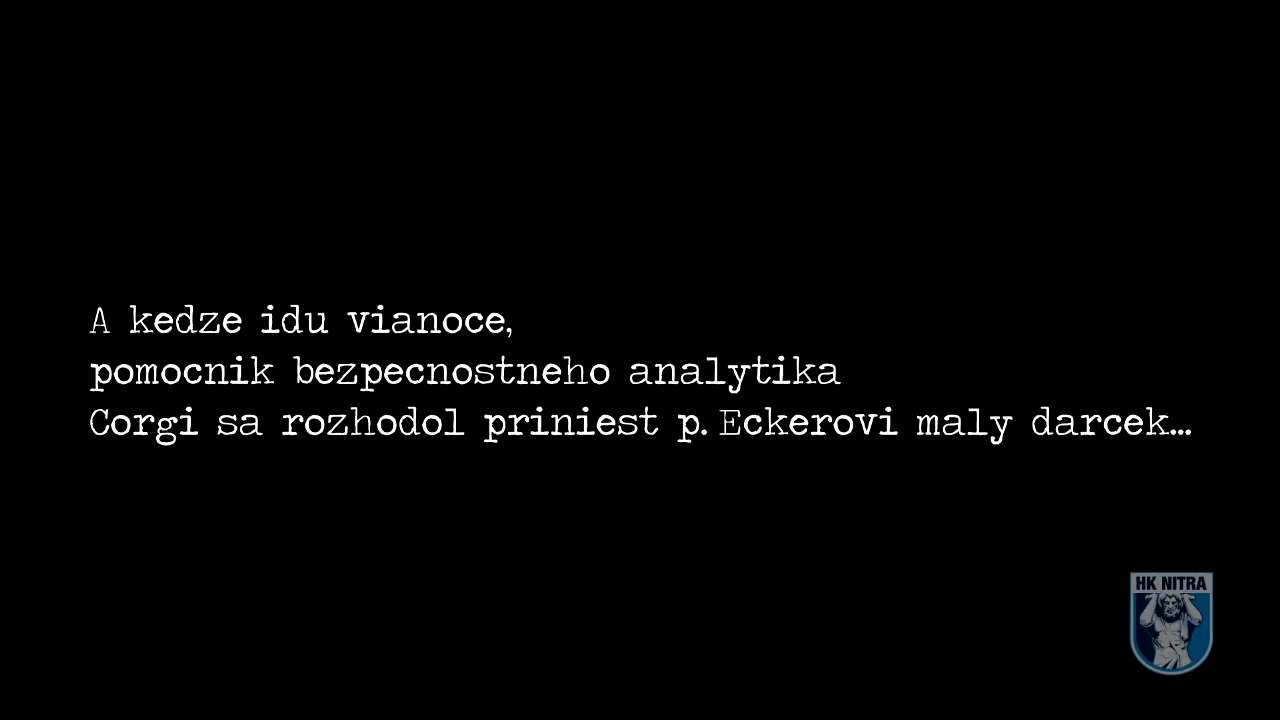 A kedze idu vianoce,
pomocnik bezpecnostneho analytika
Corgi sa rozhodol priniest p. Eckerovi maly darcek...
HK NITRA